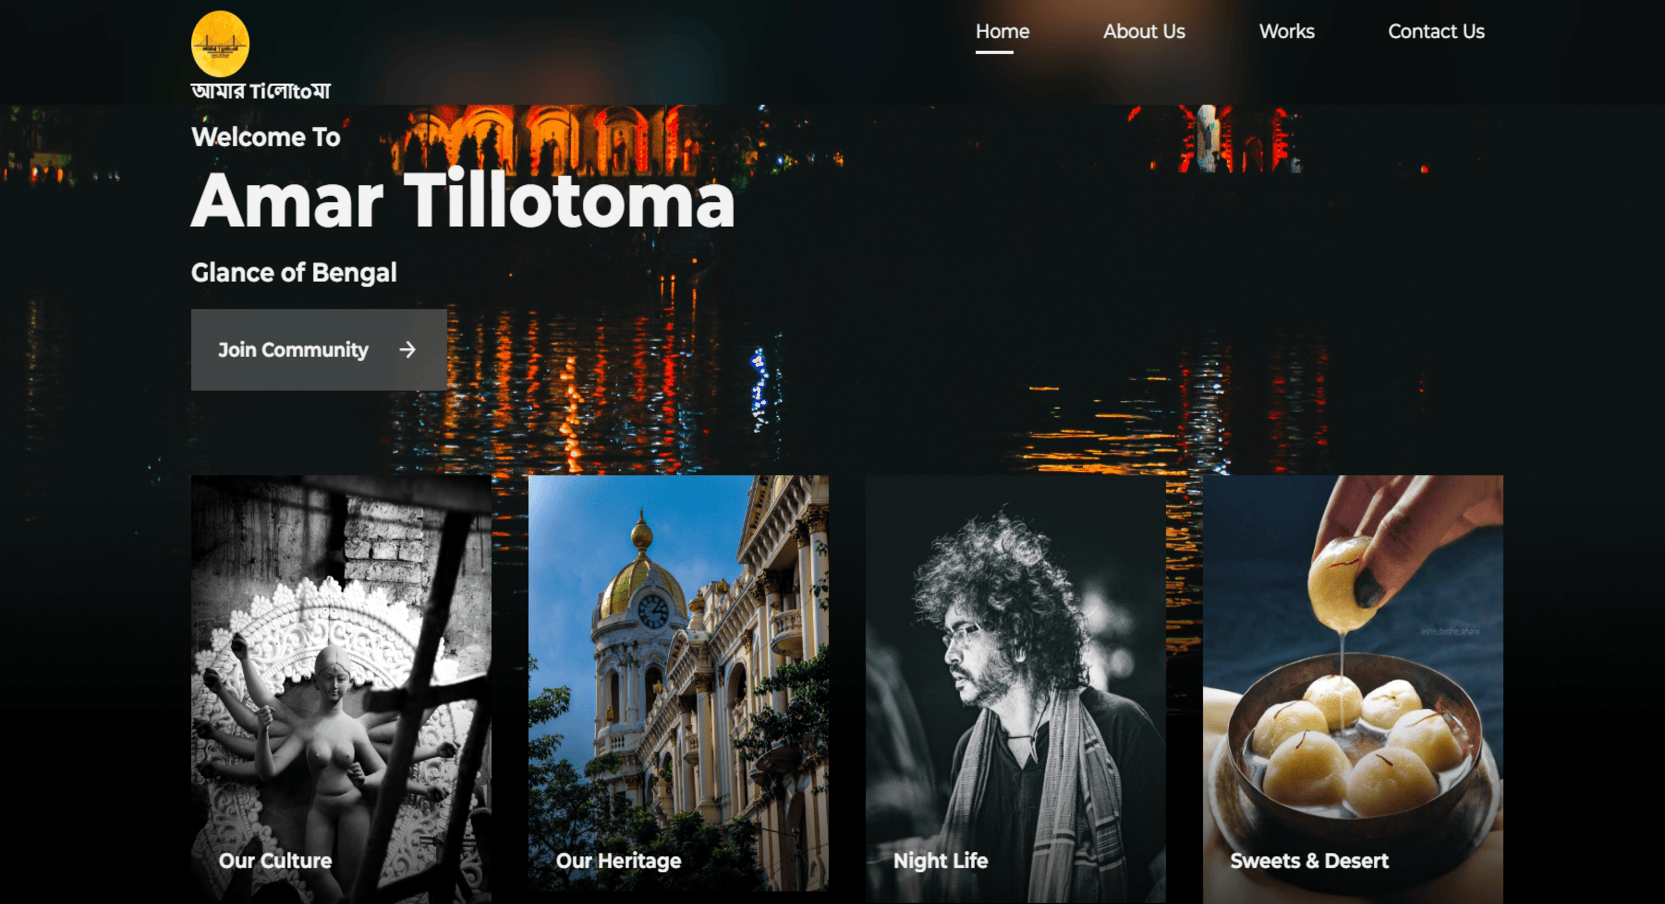 Home About Us Works Contact Us
আমার Tiলোtoমা
Welcome To
Amar Tillotoma
Glance of Bengal
Join Community →
asho_bosho_ahare
Our Culture Our Heritage Night Life Sweets & Desert